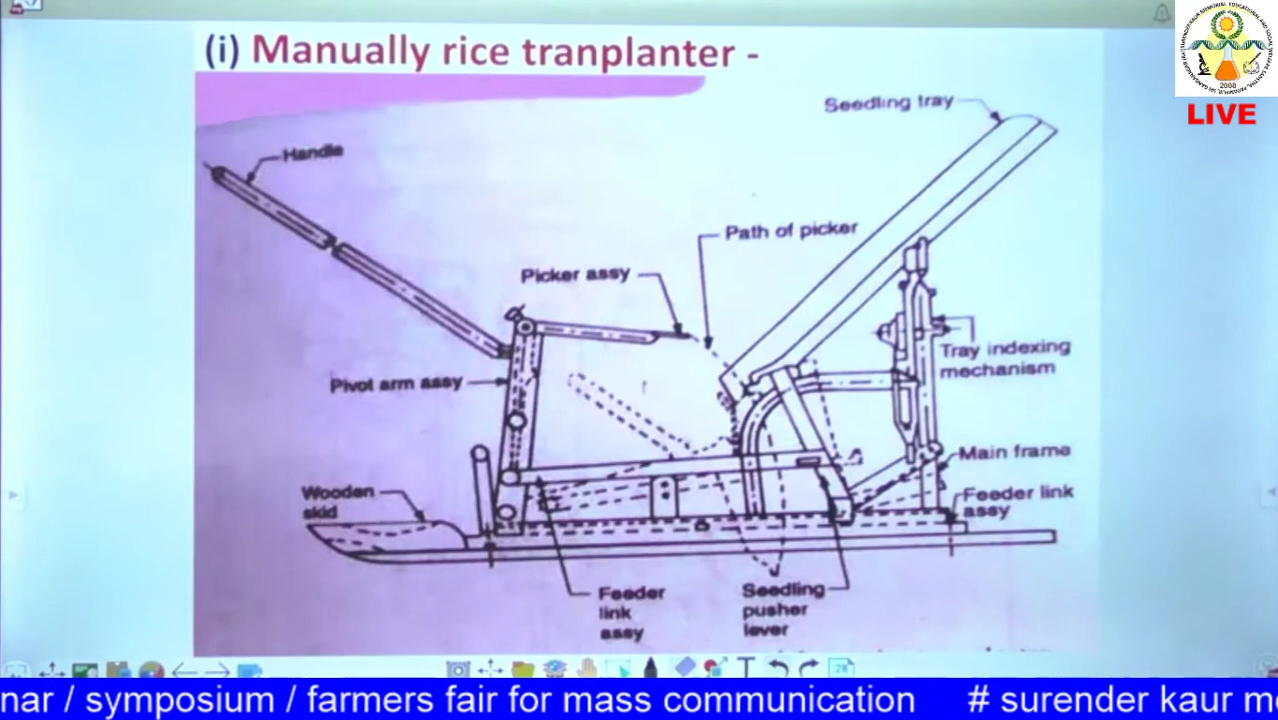 (i) Manually rice tranplanter -
2008
LIVE
Seedling tray
Handle
Path of picker
Picker assy
Tray indexing
mechanism
Pivot arm assy
Main frame
Wooden
skid
Feeder link
assy
Feeder
link
assy
Seedling
pusher
lever
nar / symposium / farmers fair for mass communication # surender kaur m